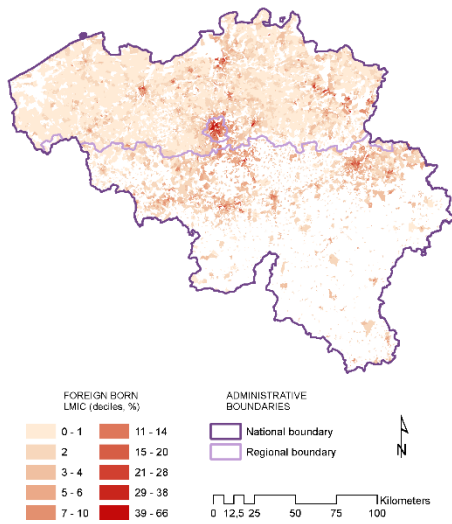 FOREIGN BORN
LMIC (deciles, %)
0 - 1
2
3 - 4
5 - 6
7 - 10
11 - 14
15 - 20
21 - 28
29 - 38
39 - 66
ADMINISTRATIVE
BOUNDARIES
National boundary
Regional boundary
N
Kilometers
0 12,5 25 50 75 100